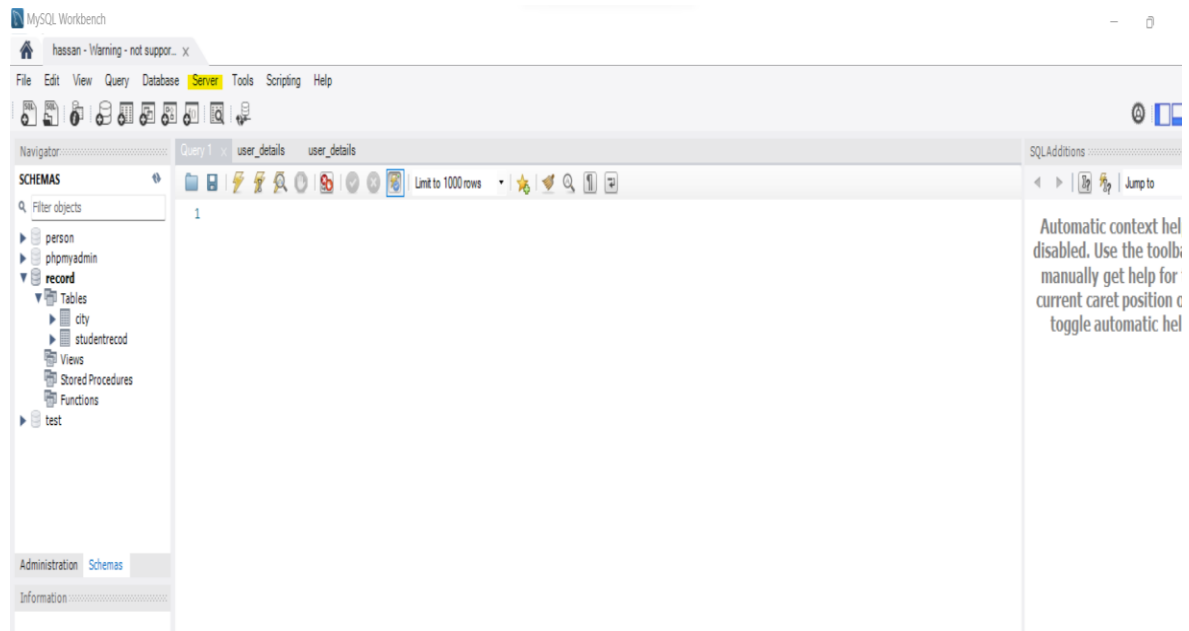 MySQL Workbench
hassan - Warning - not suppor... x
File Edit View Query Database Server Tools Scripting Help
Navigator
SCHEMAS
Filter objects
person
phpmyadmin
record
Tables
city
studentrecod
Views
Stored Procedures
Functions
test
Administration Schemas
Information
Query 1 x user_details user_details
Limit to 1000 rows
1
SQLAdditions
Jump to
Automatic context hel
disabled. Use the toolba
manually get help for
current caret position o
toggle automatic hel